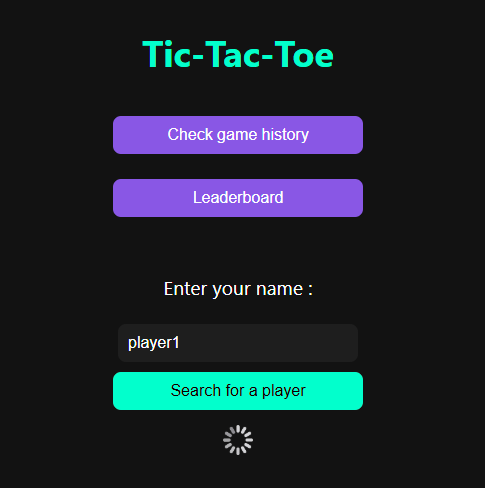 Tic-Tac-Toe
Check game history
Leaderboard
Enter your name :
player1
Search for a player